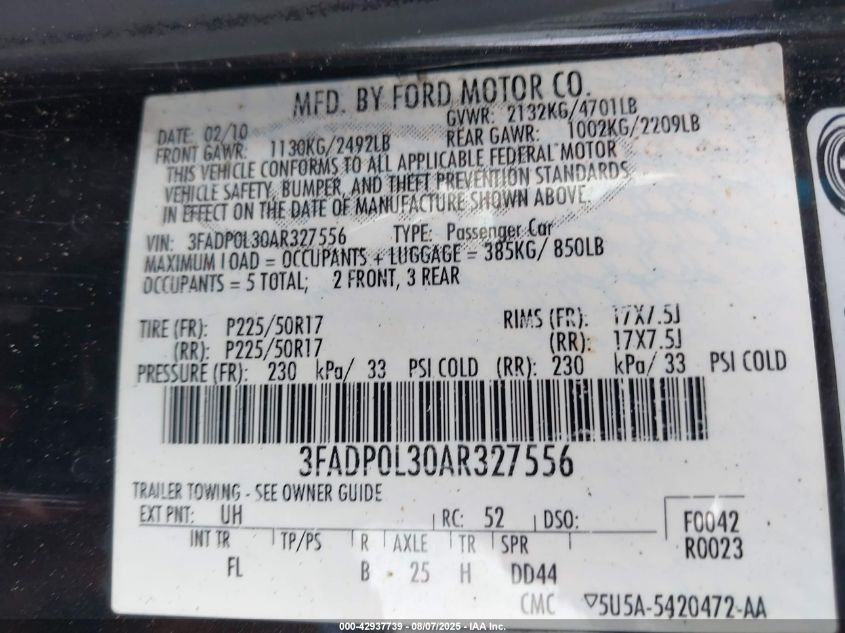 MFD. BY FORD MOTOR CO.
DATE: 02/10 GVWR: 2132KG/4701LB
FRONT GAWR: 1130KG/2492LB REAR GAWR: 1002KG/2209LB
THIS VEHICLE CONFORMS TO ALL APPLICABLE FEDERAL MOTOR
VEHICLE SAFETY, BUMPER, AND THEFT PREVENTION STANDARDS
IN EFFECT ON THE DATE OF MANUFACTURE SHOWN ABOVE.
VIN: 3FADP0L30AR327556 TYPE: Passenger Car
MAXIMUM LOAD = OCCUPANTS + LUGGAGE = 385KG/ 850LB
OCCUPANTS = 5 TOTAL; 2 FRONT, 3 REAR
TIRE (FR): P225/50R17 RIMS (FR): 17X7.5J
(RR): P225/50R17 (RR): 17X7.5J
PRESSURE (FR): 230 kPa/ 33 PSI COLD (RR): 230 kPa/ 33 PSI COLD
3FADP0L30AR327556
TRAILER TOWING - SEE OWNER GUIDE
EXT PNT: UH RC: 52 DSO: F0042
INT TR TP/PS R AXLE TR SPR R0023
FL B 25 H DD44
CMC ▽5U5A-5420472-AA
000-42937739 - 08/07/2025 - IAA Inc.